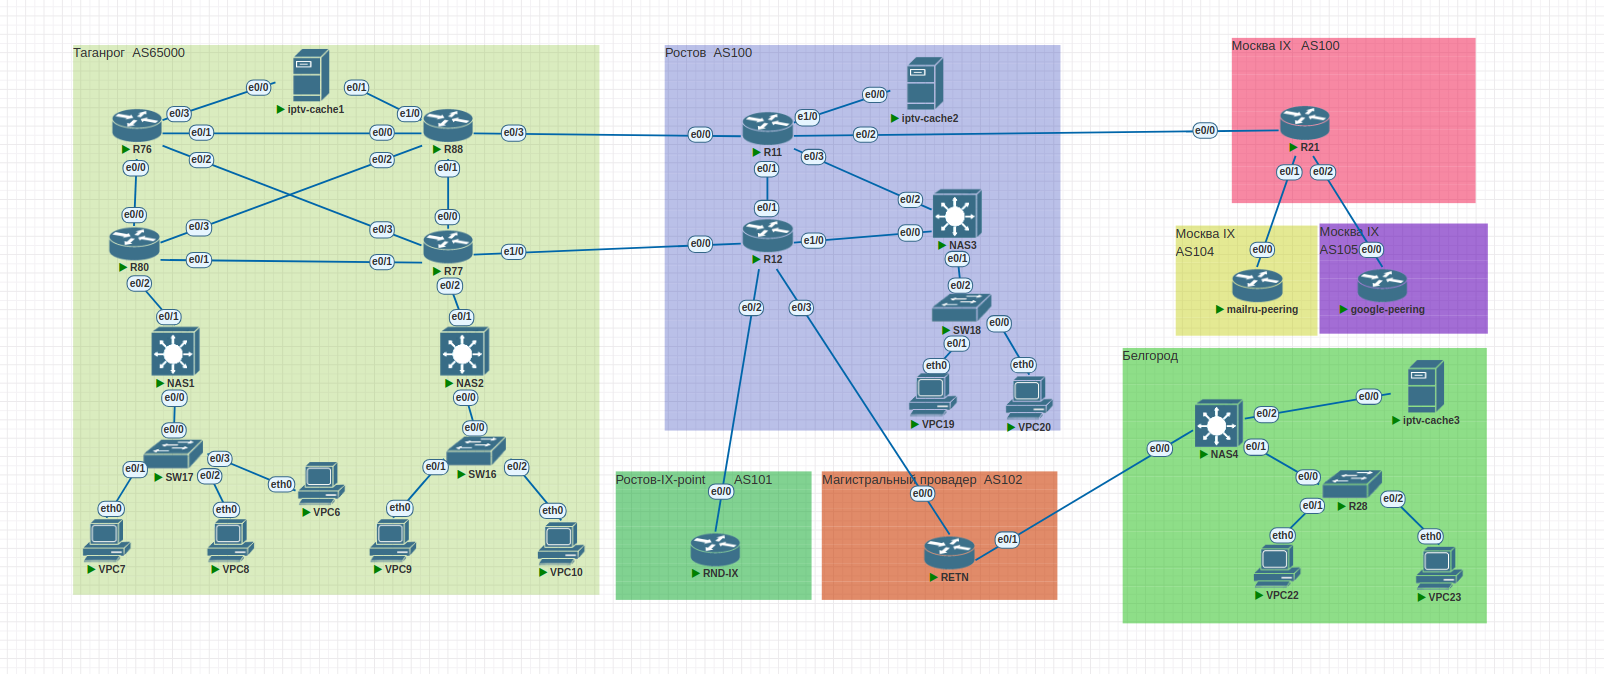 Таганрог  AS65000
e0/0
e0/1
iptv-cache1
e0/3
e1/0
R76
e0/1
e0/0
R88
e0/3
e0/0
e0/2
e0/2
e0/1
e0/0
e0/3
e0/3
e0/0
R80
e0/1
e0/1
R77
e1/0
e0/2
e0/2
e0/1
e0/1
NAS1
NAS2
e0/0
e0/0
e0/0
e0/0
SW17
SW16
e0/1
e0/3
e0/2
e0/1
e0/2
eth0
eth0
eth0
VPC6
eth0
eth0
VPC7
VPC8
VPC9
VPC10
Ростов  AS100
e0/0
iptv-cache2
e1/0
e0/0
R11
e0/2
e0/1
e0/3
e0/1
e0/2
e0/0
R12
e1/0
e0/0
NAS3
e0/1
e0/2
e0/2
e0/3
SW18
e0/0
e0/1
eth0
eth0
VPC19
VPC20
Москва IX   AS100
e0/0
R21
e0/1
e0/2
Москва IX
AS104
e0/0
mailru-peering
Москва IX
AS105
e0/0
google-peering
Ростов-IX-point
AS101
e0/0
RND-IX
Магистральный провадер  AS102
e0/0
e0/1
RETN
Белгород
e0/0
e0/2
e0/0
iptv-cache3
NAS4
e0/1
e0/0
R28
e0/1
e0/2
eth0
eth0
VPC22
VPC23